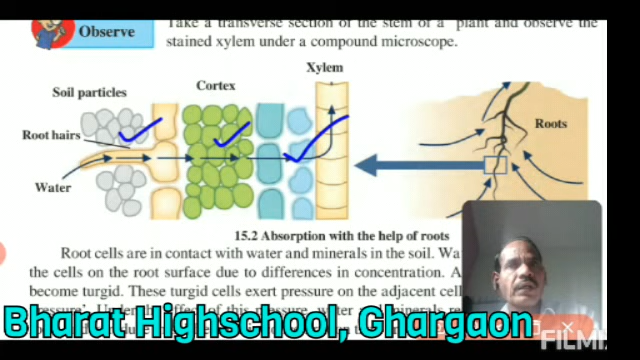 Take a transverse section of the stem of a plant and observe the
Observe
stained xylem under a compound microscope.
Xylem
Cortex
Soil particles
Root hairs
Water
Roots
15.2 Absorption with the help of roots
Root cells are in contact with water and minerals in the soil. Wa
the cells on the root surface due to differences in concentration. A
become turgid. These turgid cells exert pressure on the adjacent cell
Bharat Highschool, Ghargaon
FILM